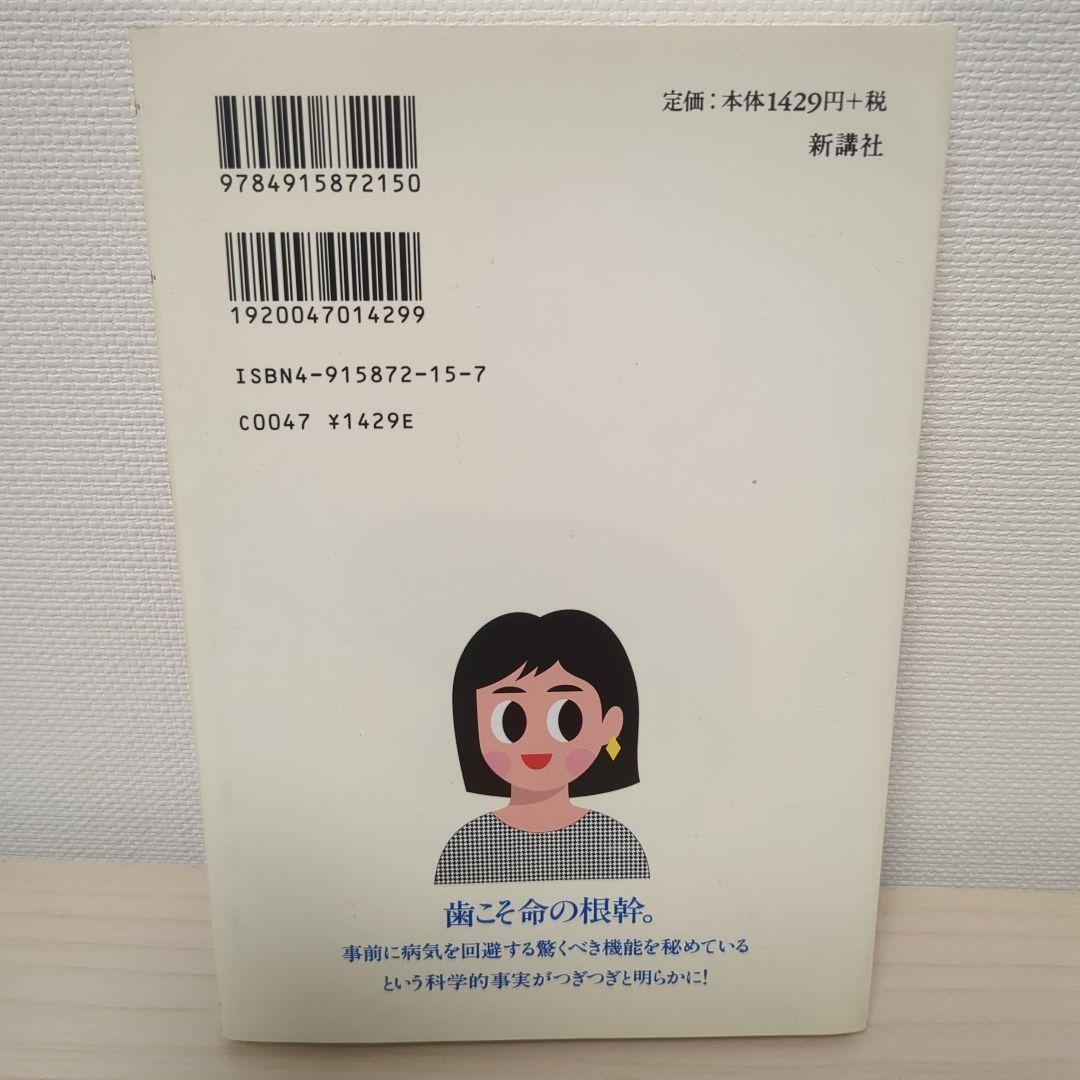 定価：本体1429円+税
新講社
9784915872150
1920047014299
ISBN4-915872-15-7
C0047 ¥1429E
歯こそ命の根幹。
事前に病気を回避する驚くべき機能を秘めている
という科学的事実がつぎつぎと明らかに！